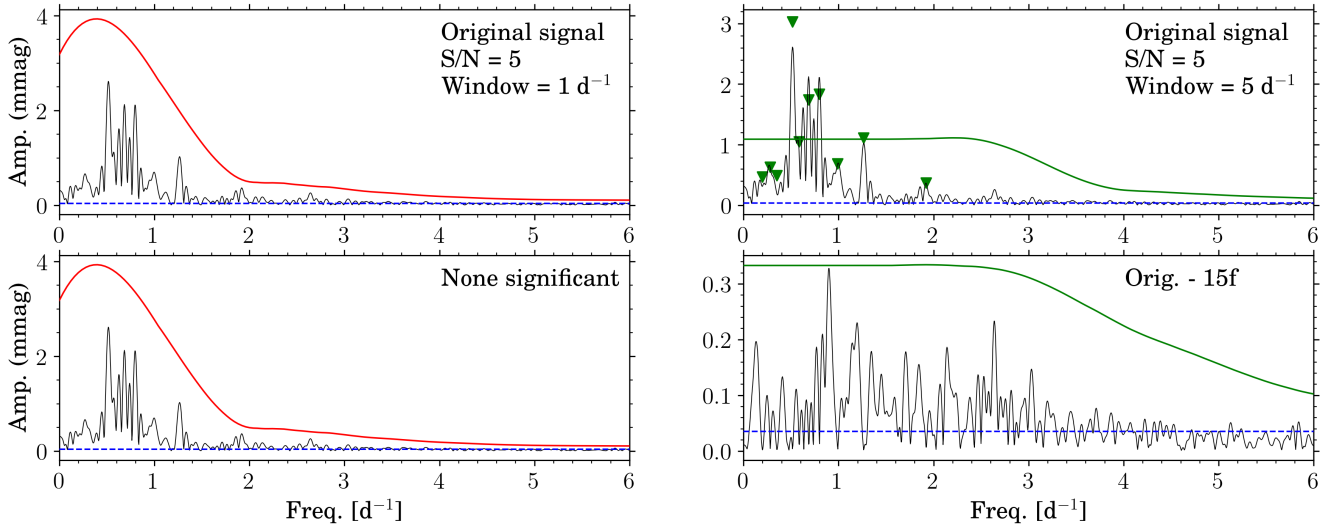 Original signal
S/N = 5
Window = 1 d⁻¹
Amp. (mmag)
4
2
0
0 1 2 3 4 5 6
Original signal
S/N = 5
Window = 5 d⁻¹
3
2
1
0
0 1 2 3 4 5 6
None significant
Amp. (mmag)
4
2
0
0 1 2 3 4 5 6
Freq. [d⁻¹]
Orig. - 15f
0.3
0.2
0.1
0.0
0 1 2 3 4 5 6
Freq. [d⁻¹]